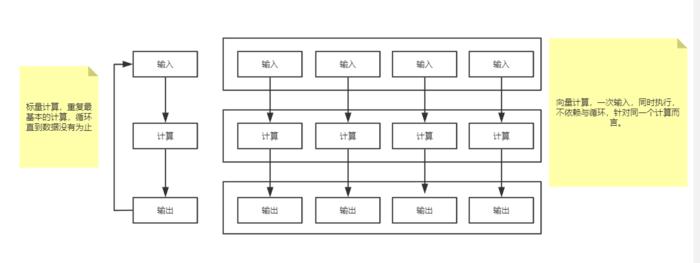 标量计算，重复最
基本的计算，循环
直到数据没有为止
输入
计算
输出
输入 输入 输入 输入
计算 计算 计算 计算
输出 输出 输出 输出
向量计算，一次输入，同时执行，
不依赖与循环，针对同一个计算而
言。